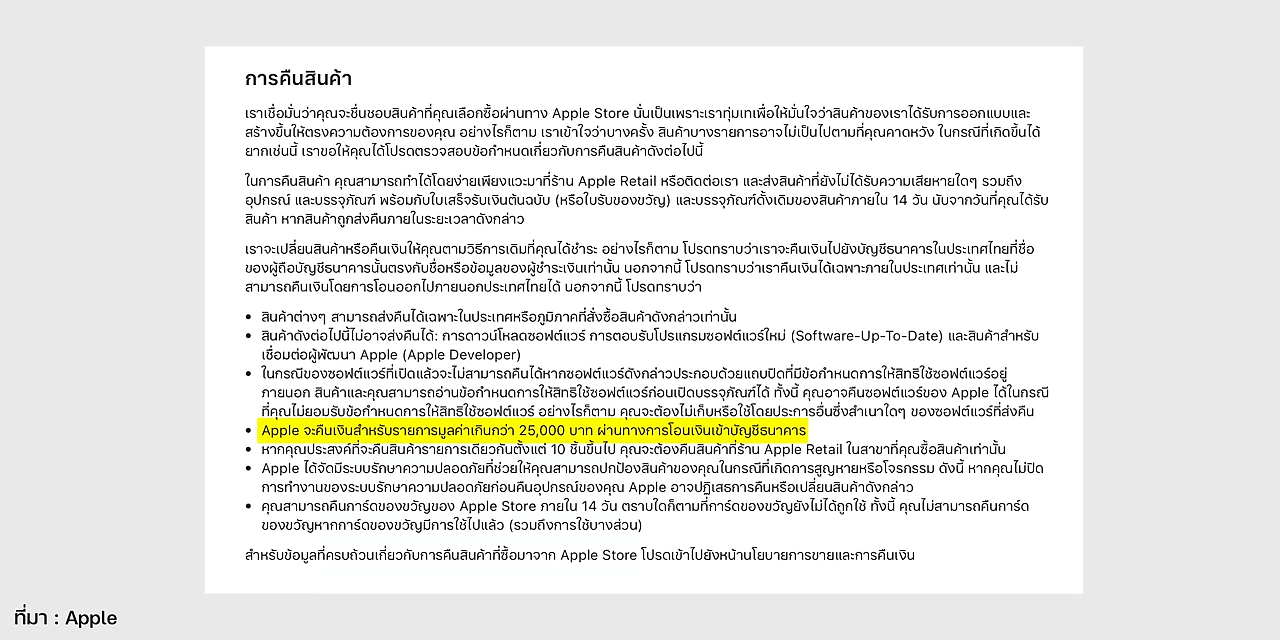 การคืนสินค้า
เราเชื่อมั่นว่าคุณจะชื่นชอบสินค้าที่คุณเลือกซื้อผ่านทาง Apple Store นั่นเป็นเพราะเราทุ่มเทเพื่อให้มั่นใจว่าสินค้าของเราได้รับการออกแบบและ
สร้างขึ้นให้ตรงความต้องการของคุณ อย่างไรก็ตาม เราเข้าใจว่าบางครั้ง สินค้าบางรายการอาจไม่เป็นไปตามที่คุณคาดหวัง ในกรณีที่เกิดขึ้นได้
ยากเช่นนี้ เราขอให้คุณได้โปรดตรวจสอบข้อกำหนดเกี่ยวกับการคืนสินค้าดังต่อไปนี้
ในการคืนสินค้า คุณสามารถทำได้โดยง่ายเพียงแวะมาที่ร้าน Apple Retail หรือติดต่อเรา และส่งสินค้าที่ยังไม่ได้รับความเสียหายใดๆ รวมถึง
อุปกรณ์ และบรรจุภัณฑ์ พร้อมกับใบเสร็จรับเงินต้นฉบับ (หรือใบรับของขวัญ) และบรรจุภัณฑ์ดั้งเดิมของสินค้าภายใน 14 วัน นับจากวันที่คุณได้รับ
สินค้า หากสินค้าถูกส่งคืนภายในระยะเวลาดังกล่าว
เราจะเปลี่ยนสินค้าหรือคืนเงินให้คุณตามวิธีการเดิมที่คุณได้ชำระ อย่างไรก็ตาม โปรดทราบว่าเราจะคืนเงินไปยังบัญชีธนาคารในประเทศไทยที่ชื่อ
ของผู้ถือบัญชีธนาคารนั้นตรงกับชื่อหรือข้อมูลของผู้ชำระเงินเท่านั้น นอกจากนี้ โปรดทราบว่าเราคืนเงินได้เฉพาะภายในประเทศเท่านั้น และไม่
สามารถคืนเงินโดยการโอนออกไปภายนอกประเทศไทยได้ นอกจากนี้ โปรดทราบว่า
• สินค้าต่างๆ สามารถส่งคืนได้เฉพาะในประเทศหรือภูมิภาคที่สั่งซื้อสินค้าดังกล่าวเท่านั้น
• สินค้าดังต่อไปนี้ไม่อาจส่งคืนได้: การดาวน์โหลดซอฟต์แวร์ การตอบรับโปรแกรมซอฟต์แวร์ใหม่ (Software-Up-To-Date) และสินค้าสำหรับ
เชื่อมต่อผู้พัฒนา Apple (Apple Developer)
• ในกรณีของซอฟต์แวร์ที่เปิดแล้วจะไม่สามารถคืนได้หากซอฟต์แวร์ดังกล่าวประกอบด้วยแถบปิดที่มีข้อกำหนดการให้สิทธิใช้ซอฟต์แวร์อยู่
ภายนอก สินค้าและคุณสามารถอ่านข้อกำหนดการให้สิทธิใช้ซอฟต์แวร์ก่อนเปิดบรรจุภัณฑ์ได้ ทั้งนี้ คุณอาจคืนซอฟต์แวร์ของ Apple ได้ในกรณี
ที่คุณไม่ยอมรับข้อกำหนดการให้สิทธิใช้ซอฟต์แวร์ อย่างไรก็ตาม คุณจะต้องไม่เก็บหรือใช้โดยประการอื่นซึ่งสำเนาใดๆ ของซอฟต์แวร์ที่ส่งคืน
• Apple จะคืนเงินสำหรับรายการมูลค่าเกินกว่า 25,000 บาท ผ่านทางการโอนเงินเข้าบัญชีธนาคาร
• หากคุณประสงค์ที่จะคืนสินค้ารายการเดียวกันตั้งแต่ 10 ชิ้นขึ้นไป คุณจะต้องคืนสินค้าที่ร้าน Apple Retail ในสาขาที่คุณซื้อสินค้าเท่านั้น
• Apple ได้จัดมีระบบรักษาความปลอดภัยที่ช่วยให้คุณสามารถปกป้องสินค้าของคุณในกรณีที่เกิดการสูญหายหรือโจรกรรม ดังนี้ หากคุณไม่ปิด
การทำงานของระบบรักษาความปลอดภัยก่อนคืนอุปกรณ์ของคุณ Apple อาจปฏิเสธการคืนหรือเปลี่ยนสินค้าดังกล่าว
• คุณสามารถคืนการ์ดของขวัญของ Apple Store ภายใน 14 วัน ตราบใดก็ตามที่การ์ดของขวัญยังไม่ได้ถูกใช้ ทั้งนี้ คุณไม่สามารถคืนการ์ด
ของขวัญหากการ์ดของขวัญมีการใช้ไปแล้ว (รวมถึงการใช้บางส่วน)
สำหรับข้อมูลที่ครบถ้วนเกี่ยวกับการคืนสินค้าที่ซื้อมาจาก Apple Store โปรดเข้าไปยังหน้านโยบายการขายและการคืนเงิน
ที่มา : Apple